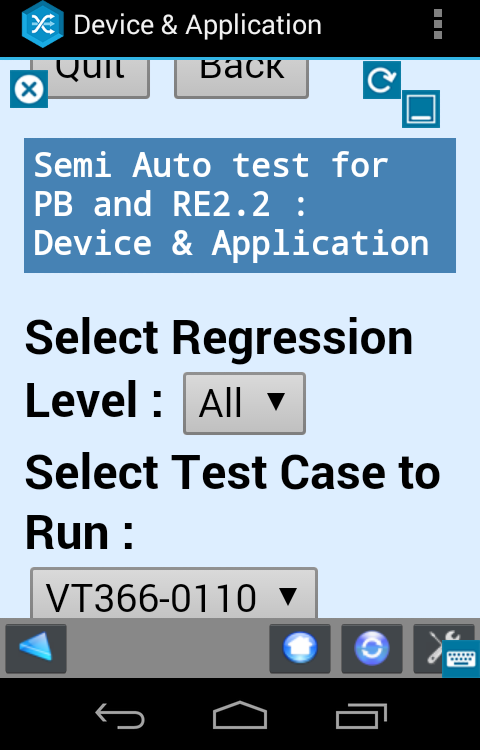 Device & Application
Quit Back
Semi Auto test for
PB and RE2.2 :
Device & Application
Select Regression
Level : All
Select Test Case to
Run :
VT366-0110